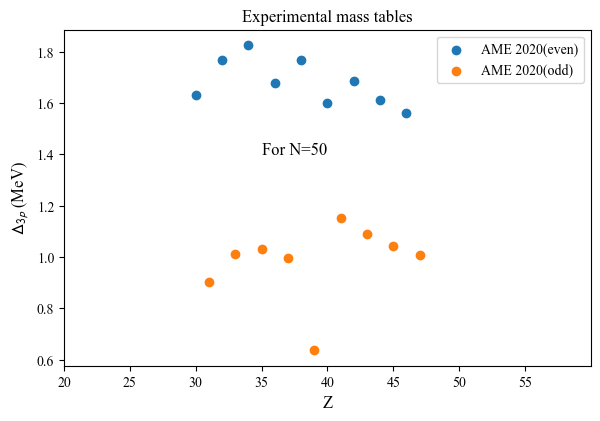 Experimental mass tables
Δ₃ₚ (MeV)
1.8
1.6
1.4
1.2
1.0
0.8
0.6
AME 2020(even)
AME 2020(odd)
For N=50
20 25 30 35 40 45 50 55
Z